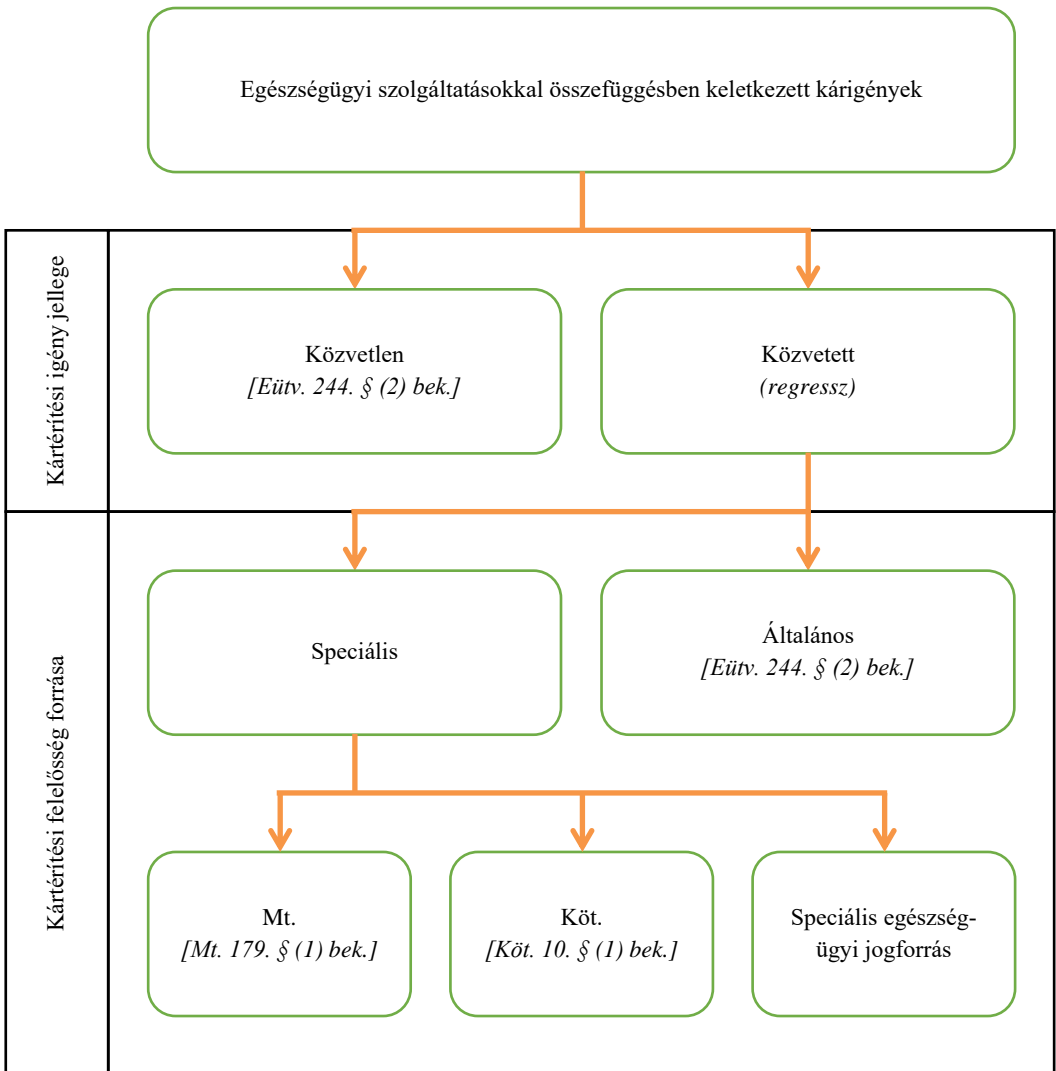 Egészségügyi szolgáltatásokkal összefüggésben keletkezett kárigények
Kártérítési igény jellege
Közvetlen
[Eütv. 244. § (2) bek.]
Közvetett
(regressz)
Kártérítési felelősség forrása
Speciális
Általános
[Eütv. 244. § (2) bek.]
Mt.
[Mt. 179. § (1) bek.]
Köt.
[Köt. 10. § (1) bek.]
Speciális egészség-
ügyi jogforrás